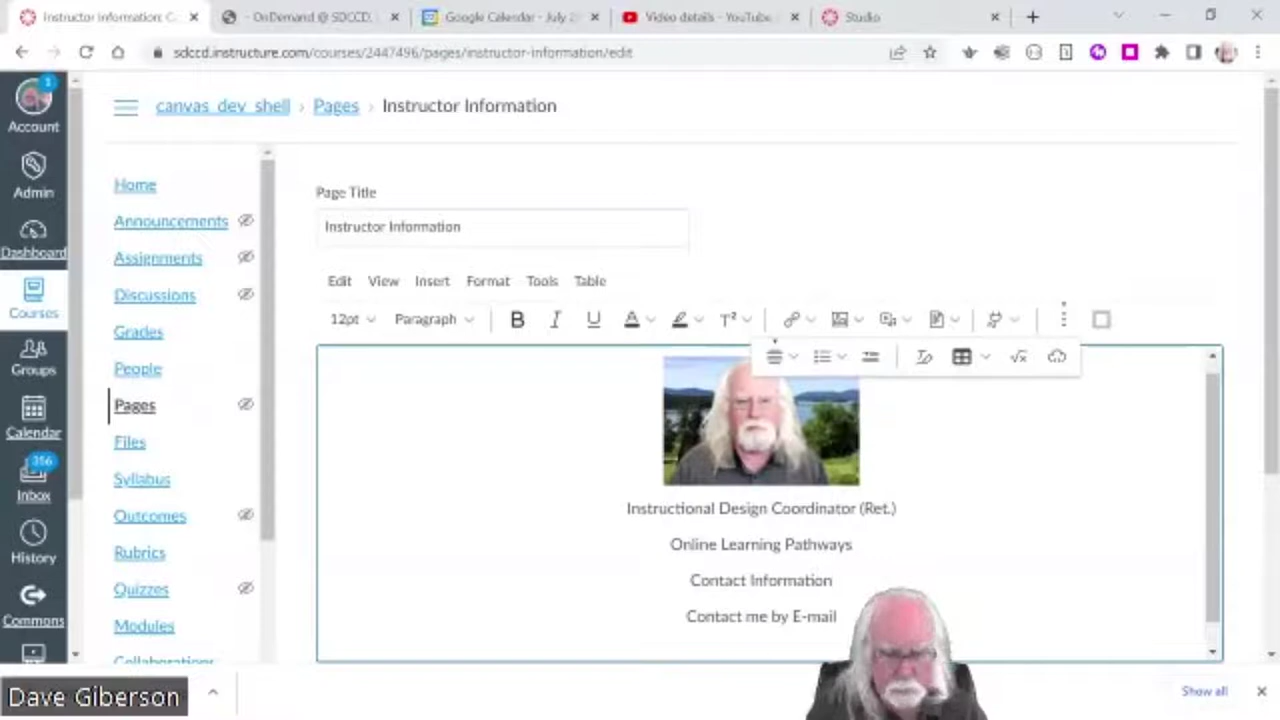 Instructor Information: C
- OnDemand @ SDCCD.
Google Calendar - July 2
Video details - YouTube
Studio
sdccd.instructure.com/courses/2447496/pages/instructor-information/edit
1
Account
Admin
Dashboard
Courses
Groups
Calendar
356
Inbox
History
Commons
canvas_dev_shell › Pages › Instructor Information
Home
Announcements
Assignments
Discussions
Grades
People
Pages
Files
Syllabus
Outcomes
Rubrics
Quizzes
Modules
Collaborations
Page Title
Instructor Information
Edit View Insert Format Tools Table
12pt Paragraph B I U A T²
Instructional Design Coordinator (Ret.)
Online Learning Pathways
Contact Information
Contact me by E-mail
Dave Giberson
Show all